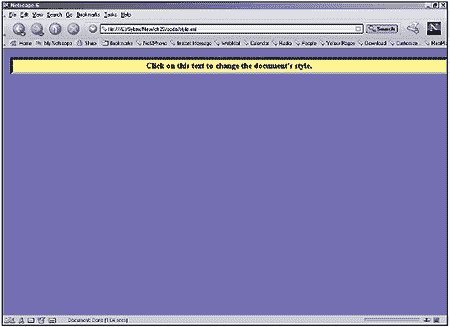 Netscape 6
File Edit View Search Go Bookmarks Tasks Help
Search N
Home My Netscape Shop Bookmarks Net2Phone Instant Message WebMail Calendar Radio People Yellow Pages Download Customize...
Click on this text to change the document's style.
Document: Done